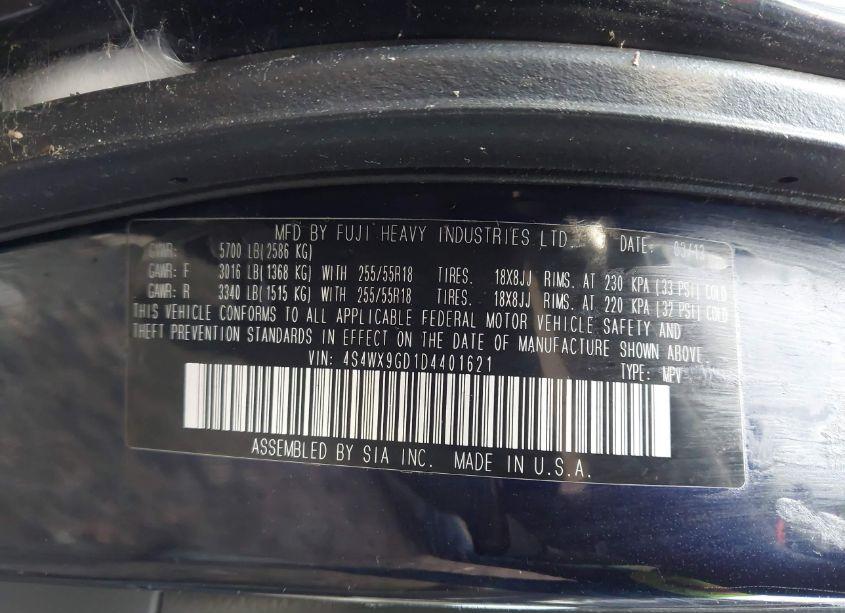 MFD BY FUJI HEAVY INDUSTRIES LTD. DATE: 03/13
GVWR: 5700 LB(2586 KG)
GAWR: F 3016 LB(1368 KG) WITH 255/55R18 TIRES. 18X8JJ RIMS. AT 230 KPA (33 PSI) COLD
GAWR: R 3340 LB(1515 KG) WITH 255/55R18 TIRES. 18X8JJ RIMS. AT 220 KPA (32 PSI) COLD
THIS VEHICLE CONFORMS TO ALL APPLICABLE FEDERAL MOTOR VEHICLE SAFETY AND
THEFT PREVENTION STANDARDS IN EFFECT ON THE DATE OF MANUFACTURE SHOWN ABOVE.
VIN: 4S4WX9GD1D4401621
TYPE: MPV
ASSEMBLED BY SIA INC. MADE IN U.S.A.